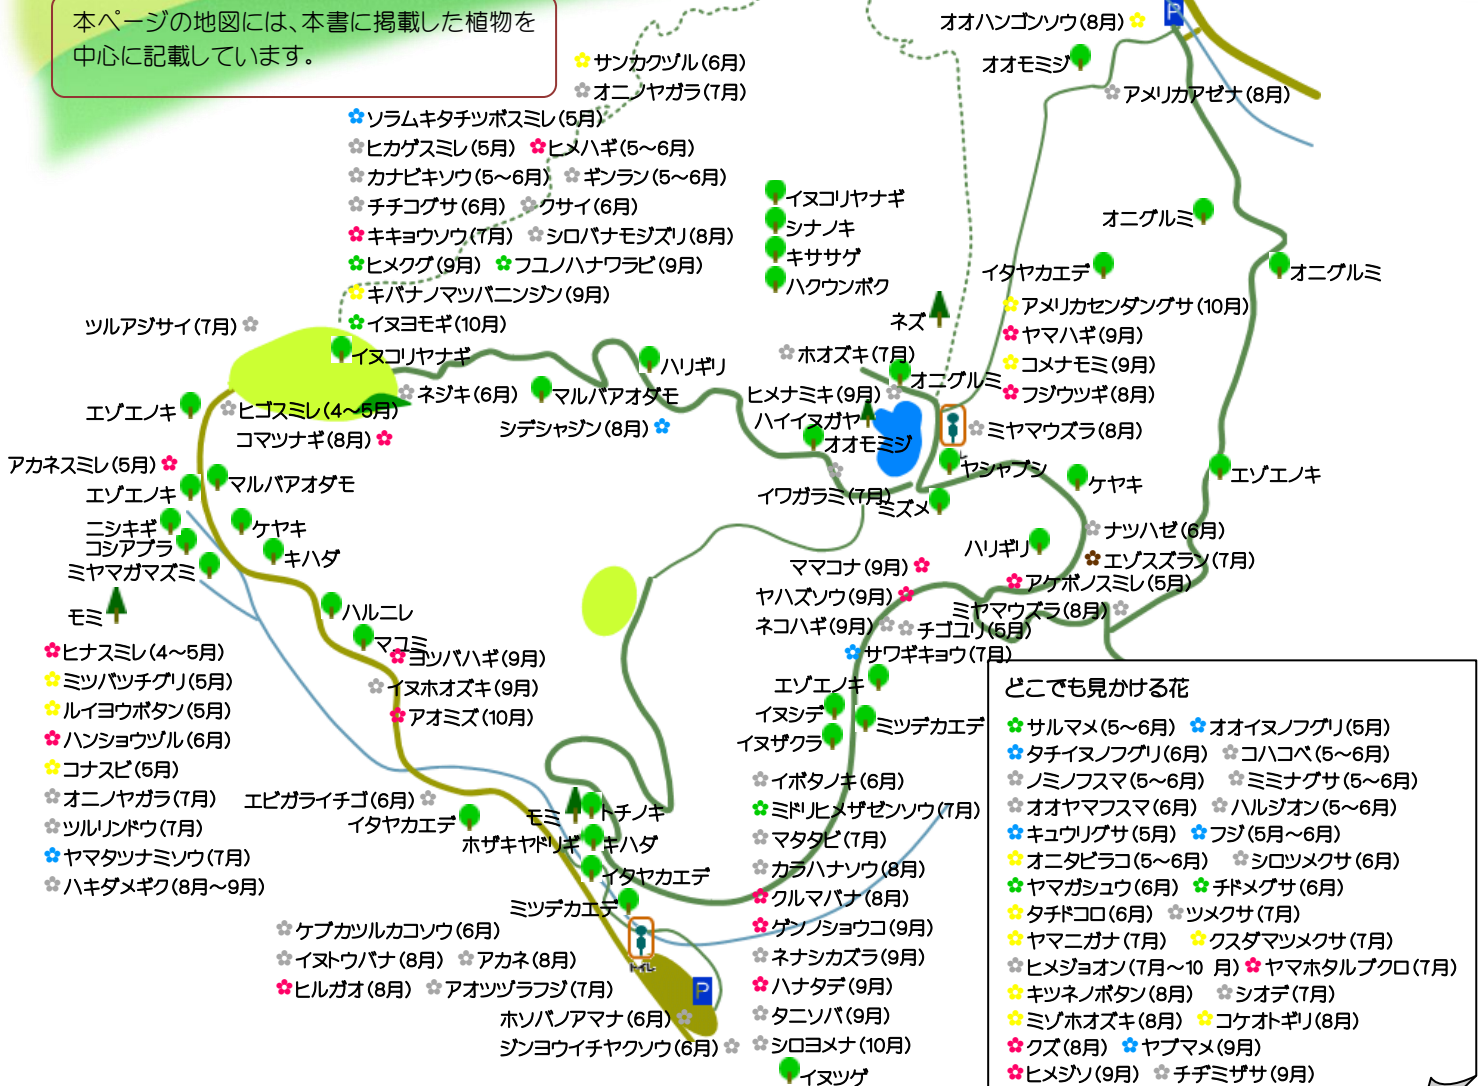 本ページの地図には、本書に掲載した植物を
中心に記載しています。
オオハンゴンソウ(8月)
P
オオモミジ
アメリカアゼナ(8月)
サンカクヅル(6月)
オニノヤガラ(7月)
ソラムキタチツボスミレ(5月)
ヒカゲスミレ(5月) ヒメハギ(5～6月)
カナビキソウ(5～6月) ギンラン(5～6月)
チチコグサ(6月) クサイ(6月)
キキョウソウ(7月) シロバナモジズリ(8月)
ヒメクグ(9月) フユノハナワラビ(9月)
キバナノマツバニンジン(9月)
イヌヨモギ(10月)
イヌコリヤナギ
シナノキ
キササゲ
ハクウンボク
オニグルミ
イタヤカエデ
オニグルミ
アメリカセンダングサ(10月)
ヤマハギ(9月)
コメナモミ(9月)
フジウツギ(8月)
ネズ
ツルアジサイ(7月)
イヌコリヤナギ
ハリギリ
ホオズキ(7月)
オニグルミ
ネジキ(6月)
マルバアオダモ
ヒメナミキ(9月)
エゾエノキ
ヒゴスミレ(4～5月)
コマツナギ(8月)
シデシャジン(8月)
ハイイヌガヤ
オオモミジ
ミヤマウズラ(8月)
アカネスミレ(5月)
エゾエノキ
マルバアオダモ
ヤシャブシ
ケヤキ
エゾエノキ
イワガラミ(7月)
ミズメ
ニシキギ
コシアブラ
ケヤキ
キハダ
ミヤマガマズミ
ナツハゼ(6月)
ハリギリ
エゾスズラン(7月)
ママコナ(9月)
アケボノスミレ(5月)
ヤハズソウ(9月)
ミヤマウズラ(8月)
モミ
ハルニレ
マユミ
ネコハギ(9月)
チゴユリ(5月)
サワギキョウ(7月)
ヒナスミレ(4～5月)
ミツバツチグリ(5月)
ルイヨウボタン(5月)
ハンショウヅル(6月)
コナスビ(5月)
オニノヤガラ(7月)
ツルリンドウ(7月)
ヤマタツナミソウ(7月)
ハキダメギク(8月～9月)
ヨツバハギ(9月)
イヌホオズキ(9月)
アオミズ(10月)
エゾエノキ
イヌシデ
ミツデカエデ
イヌザクラ
エビガライチゴ(6月)
イタヤカエデ
モミ
トチノキ
ホザキヤドリギ
キハダ
イタヤカエデ
ミツデカエデ
イボタノキ(6月)
ミドリヒメザゼンソウ(7月)
マタタビ(7月)
カラハナソウ(8月)
クルマバナ(8月)
ゲンノショウコ(9月)
ネナシカズラ(9月)
ハナタデ(9月)
タニソバ(9月)
シロヨメナ(10月)
イヌツゲ
ケブカツルカコソウ(6月)
イヌトウバナ(8月) アカネ(8月)
ヒルガオ(8月) アオツヅラフジ(7月)
トイレ
P
ホソバノアマナ(6月)
ジンヨウイチヤクソウ(6月)
どこでも見かける花
サルマメ(5～6月) オオイヌノフグリ(5月)
タチイヌノフグリ(6月) コハコベ(5～6月)
ノミノフスマ(5～6月) ミミナグサ(5～6月)
オオヤマフスマ(6月) ハルジオン(5～6月)
キュウリグサ(5月) フジ(5月～6月)
オニタビラコ(5～6月) シロツメクサ(6月)
ヤマガシュウ(6月) チドメグサ(6月)
タチドコロ(6月) ツメクサ(7月)
ヤマニガナ(7月) クスダマツメクサ(7月)
ヒメジョオン(7月～10 月) ヤマホタルブクロ(7月)
キツネノボタン(8月) シオデ(7月)
ミゾホオズキ(8月) コケオトギリ(8月)
クズ(8月) ヤブマメ(9月)
ヒメジソ(9月) チヂミザサ(9月)